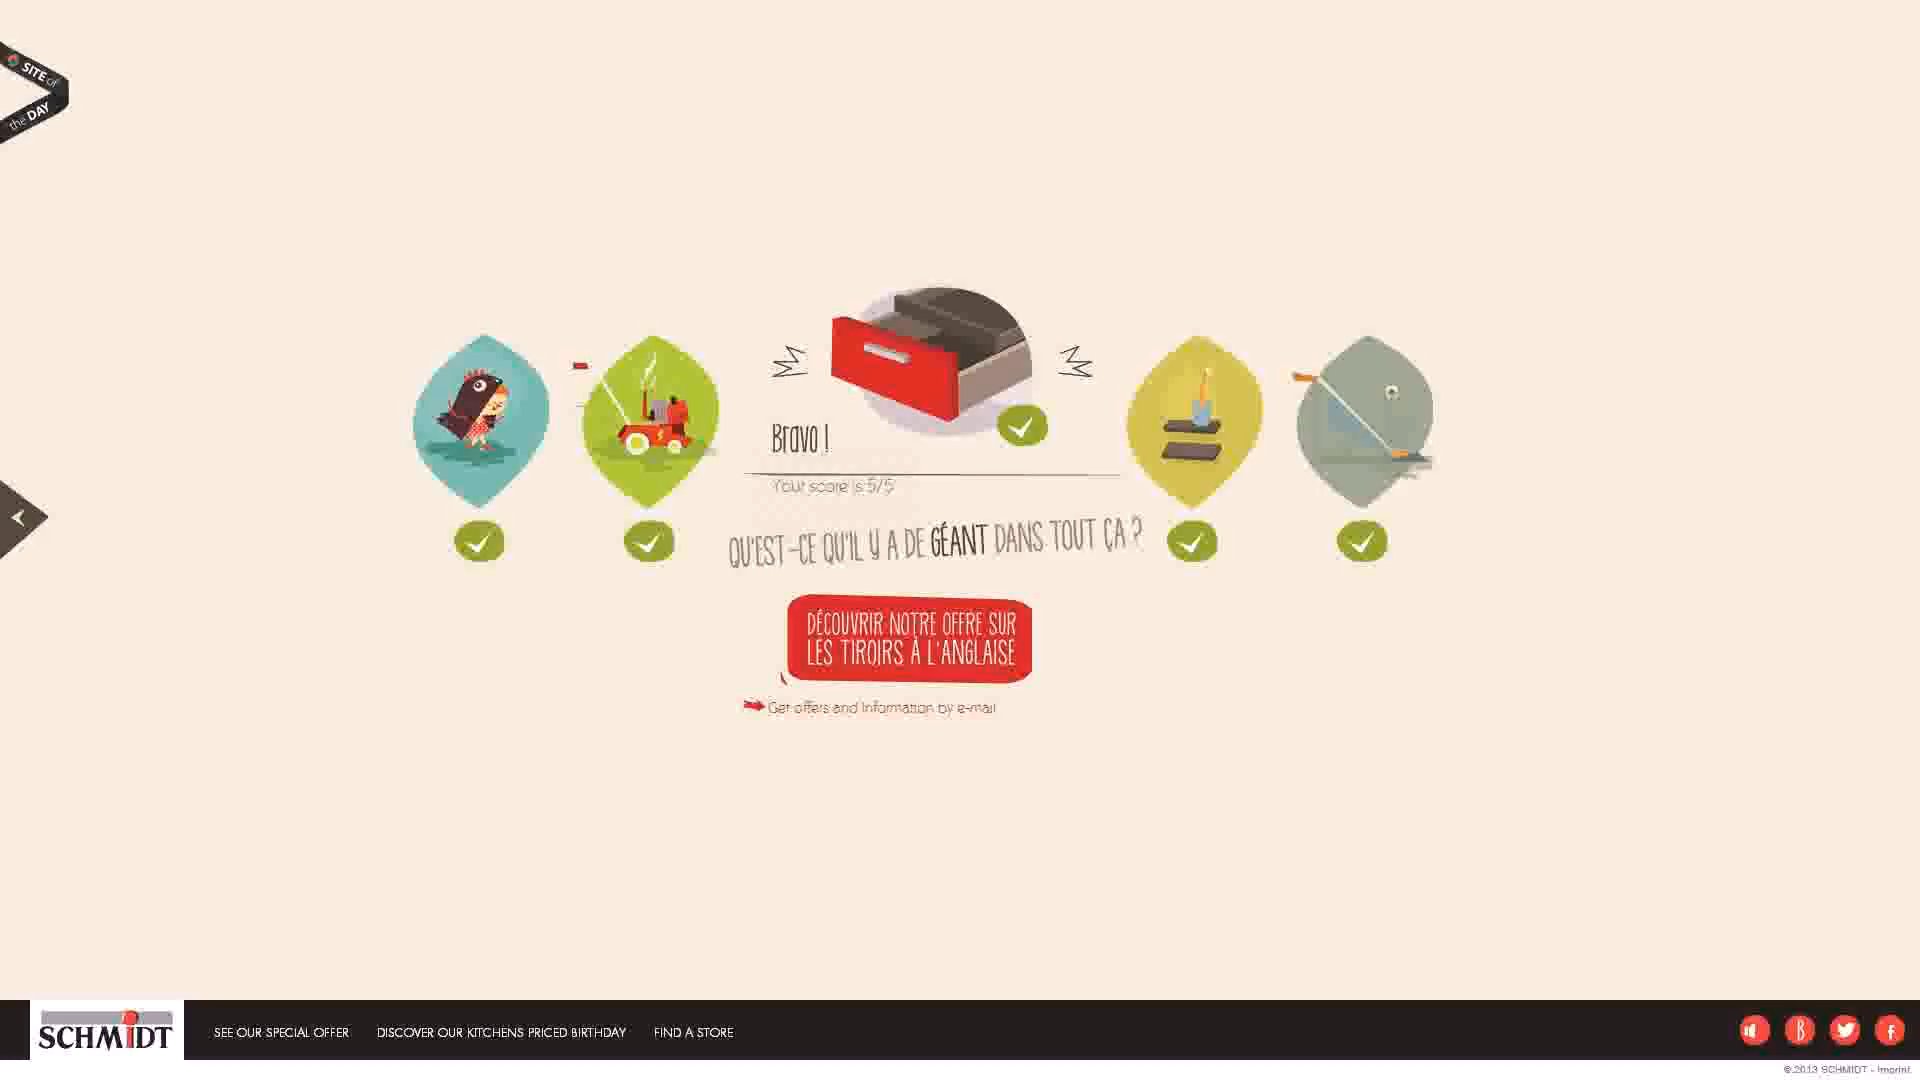 SITE of
the DAY
Bravo !
Your score is 5/5
QU'EST-CE QU'IL Y A DE GÉANT DANS TOUT ÇA ?
DÉCOUVRIR NOTRE OFFRE SUR
LES TIROIRS À L'ANGLAISE
Get offers and information by e-mail
SCHMIDT
SEE OUR SPECIAL OFFER
DISCOVER OUR KITCHENS PRICED BIRTHDAY
FIND A STORE
© 2013 SCHMIDT - Imprint